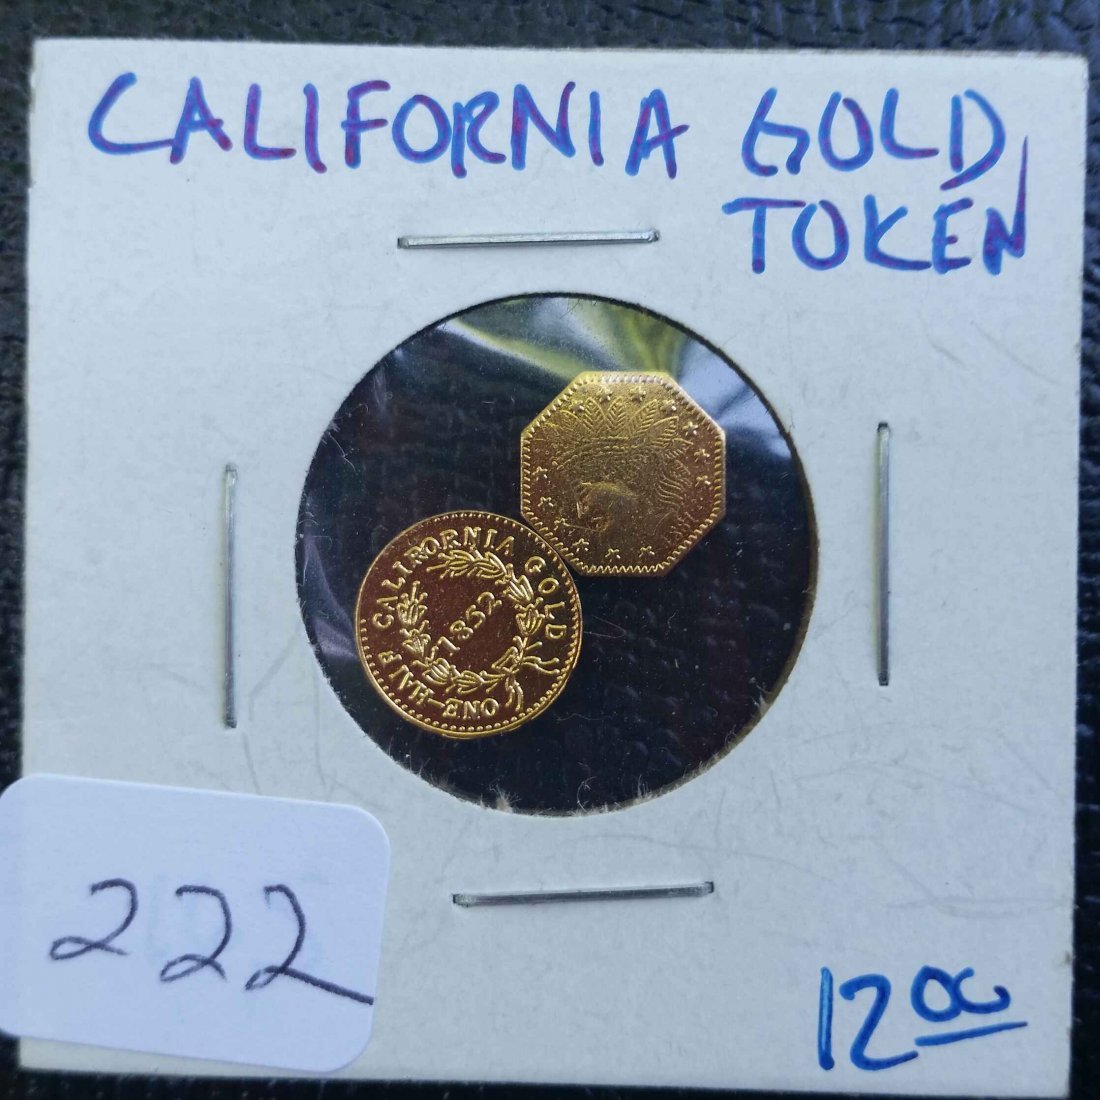 CALIFORNIA GOLD
TOKEN
ONE-HALF CALIFORNIA GOLD
1852
222
12.00